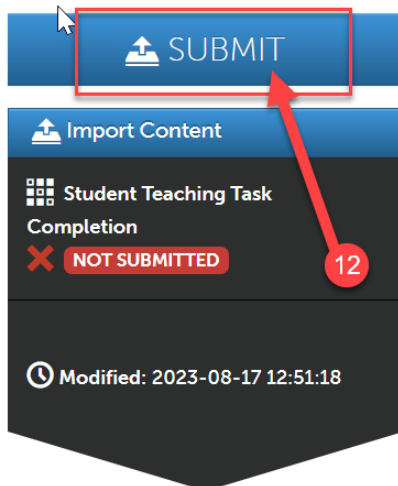 SUBMIT
Import Content
Student Teaching Task
Completion
NOT SUBMITTED
12
Modified: 2023-08-17 12:51:18